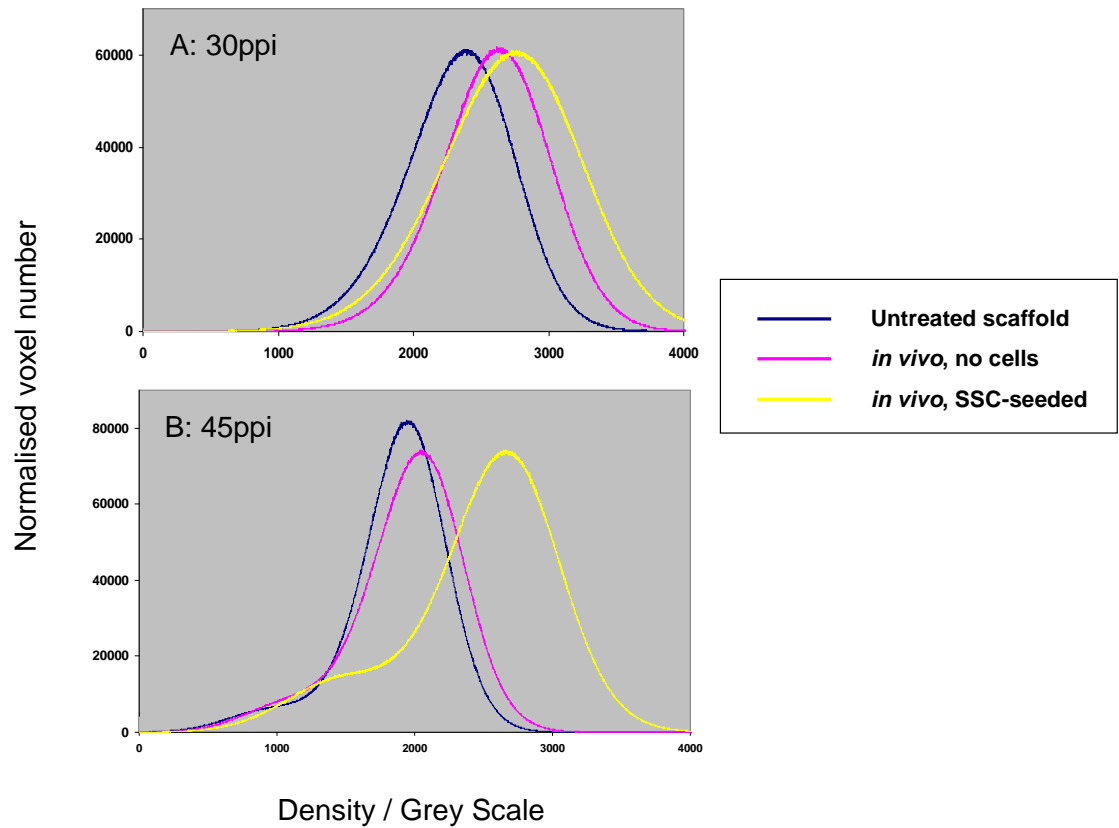 A: 30ppi
60000
40000
20000
0
0 1000 2000 3000 4000
B: 45ppi
80000
60000
40000
20000
0
0 1000 2000 3000 4000
Normalised voxel number
Density / Grey Scale
Untreated scaffold
in vivo, no cells
in vivo, SSC-seeded